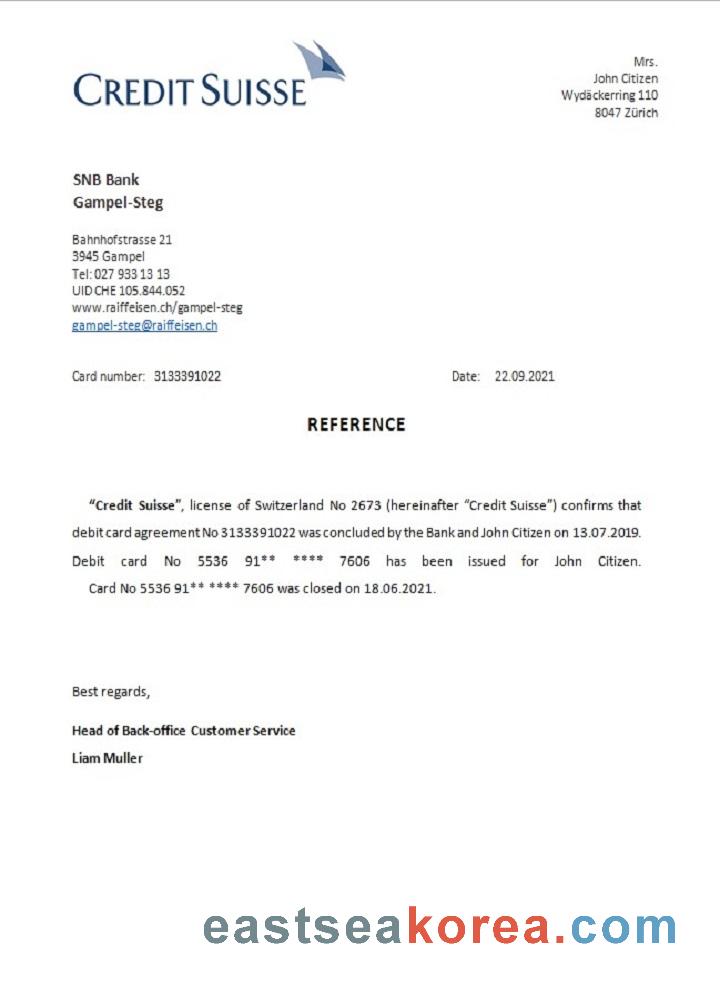 CREDIT SUISSE
Mrs.
John Citizen
Wydäckerring 110
8047 Zürich
SNB Bank
Gampel-Steg
Bahnhofstrasse 21
3945 Gampel
Tel: 027 933 13 13
UID CHE 105.844.052
www.raiffeisen.ch/gampel-steg
gampel-steg@raiffeisen.ch
Card number: 3133391022 Date: 22.09.2021
REFERENCE
“Credit Suisse”, license of Switzerland No 2673 (hereinafter “Credit Suisse”) confirms that
debit card agreement No 3133391022 was concluded by the Bank and John Citizen on 13.07.2019.
Debit card No 5536 91** **** 7606 has been issued for John Citizen.
Card No 5536 91** **** 7606 was closed on 18.06.2021.
Best regards,
Head of Back-office Customer Service
Liam Muller
eastseakorea.com